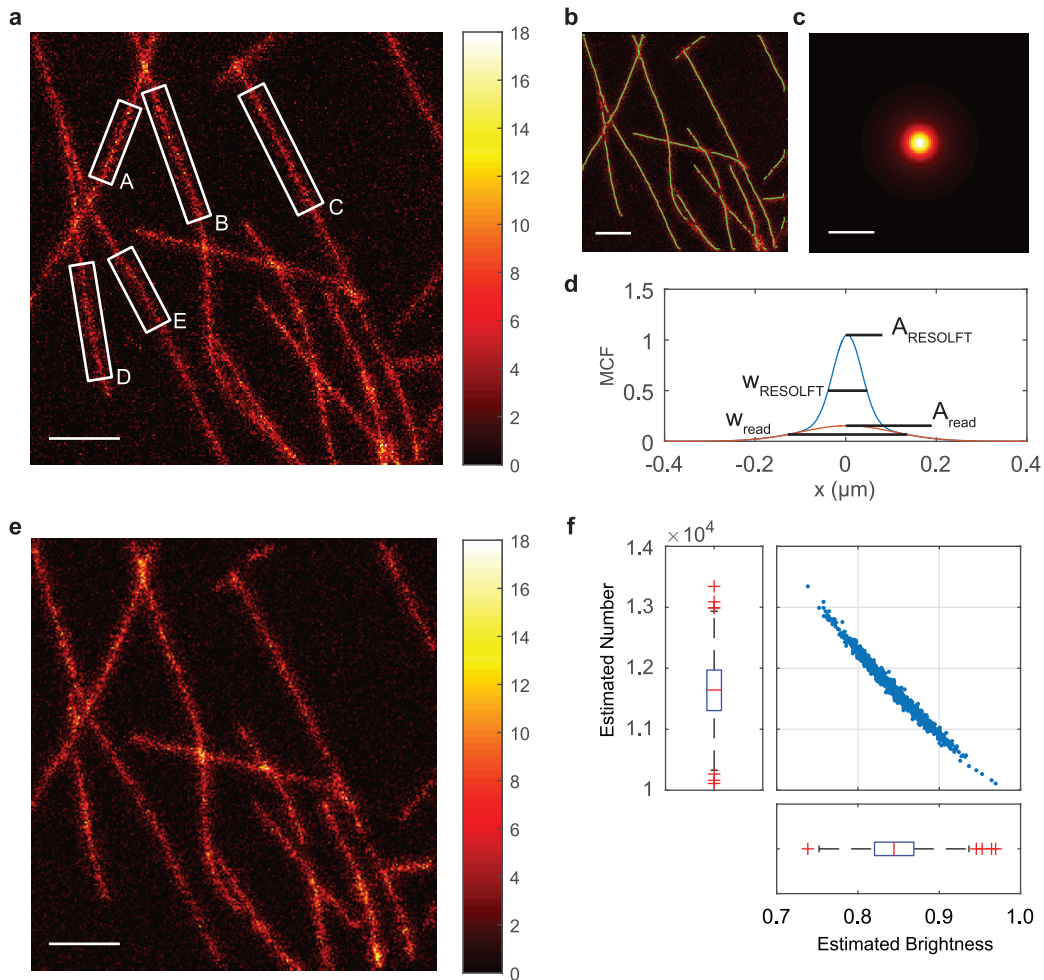 a
18
16
14
12
10
8
6
4
2
0
A
B
C
D
E
b
c
d
MCF
1.5
1
0.5
0
A_RESOLFT
w_RESOLFT
A_read
w_read
-0.4
-0.2
0
0.2
0.4
x (µm)
e
18
16
14
12
10
8
6
4
2
0
f
× 10⁴
Estimated Number
1.4
1.3
1.2
1.1
1
0.7
0.8
0.9
1.0
Estimated Brightness